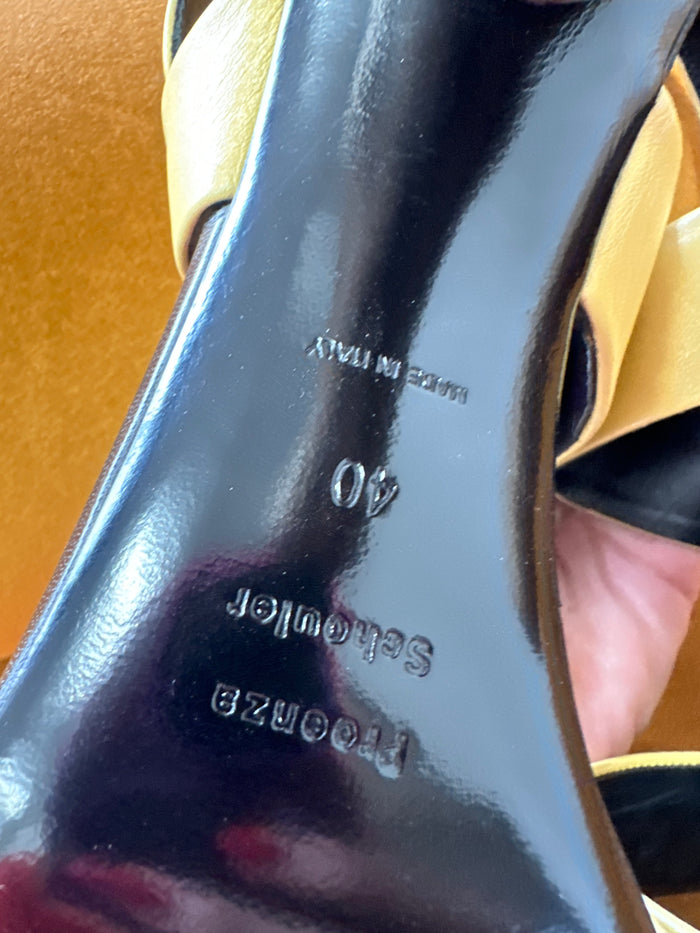 Proenza
Schouler
40
MADE IN ITALY